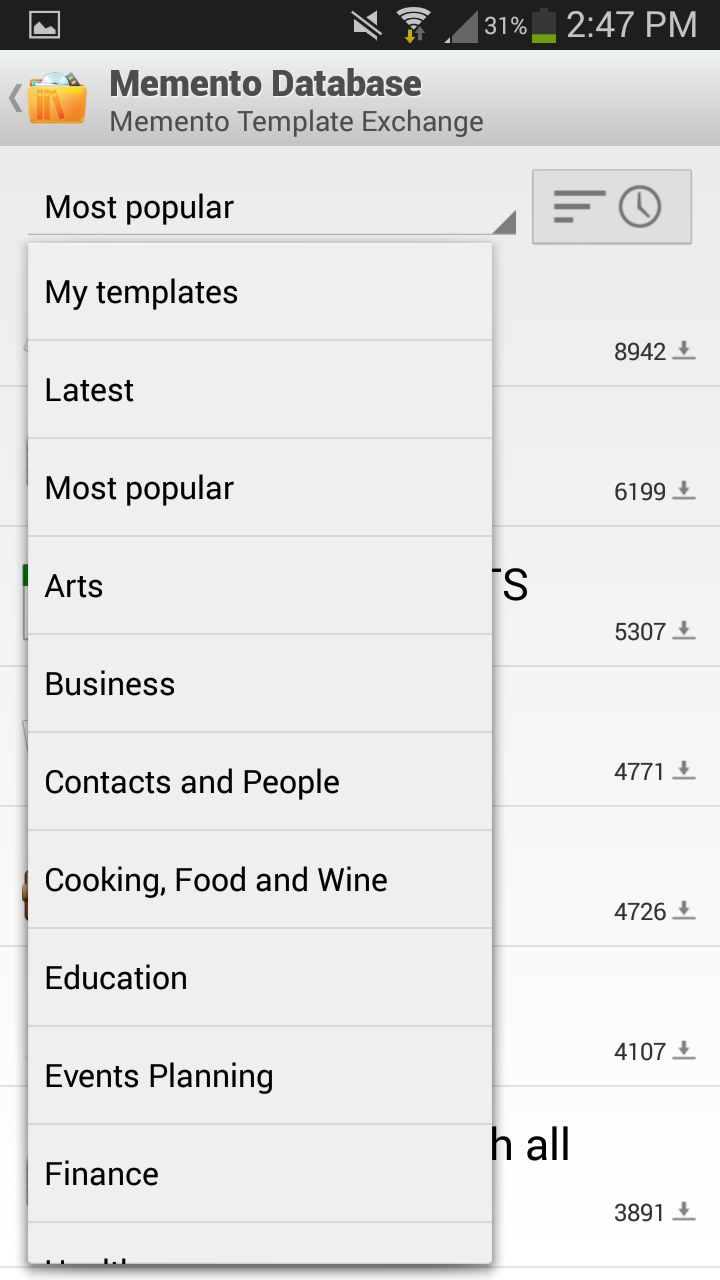 31% 2:47 PM
Memento Database
Memento Template Exchange
Most popular
My templates
8942
Latest
Most popular
6199
Arts
TS
5307
Business
Contacts and People
4771
Cooking, Food and Wine
4726
Education
Events Planning
4107
h all
Finance
3891